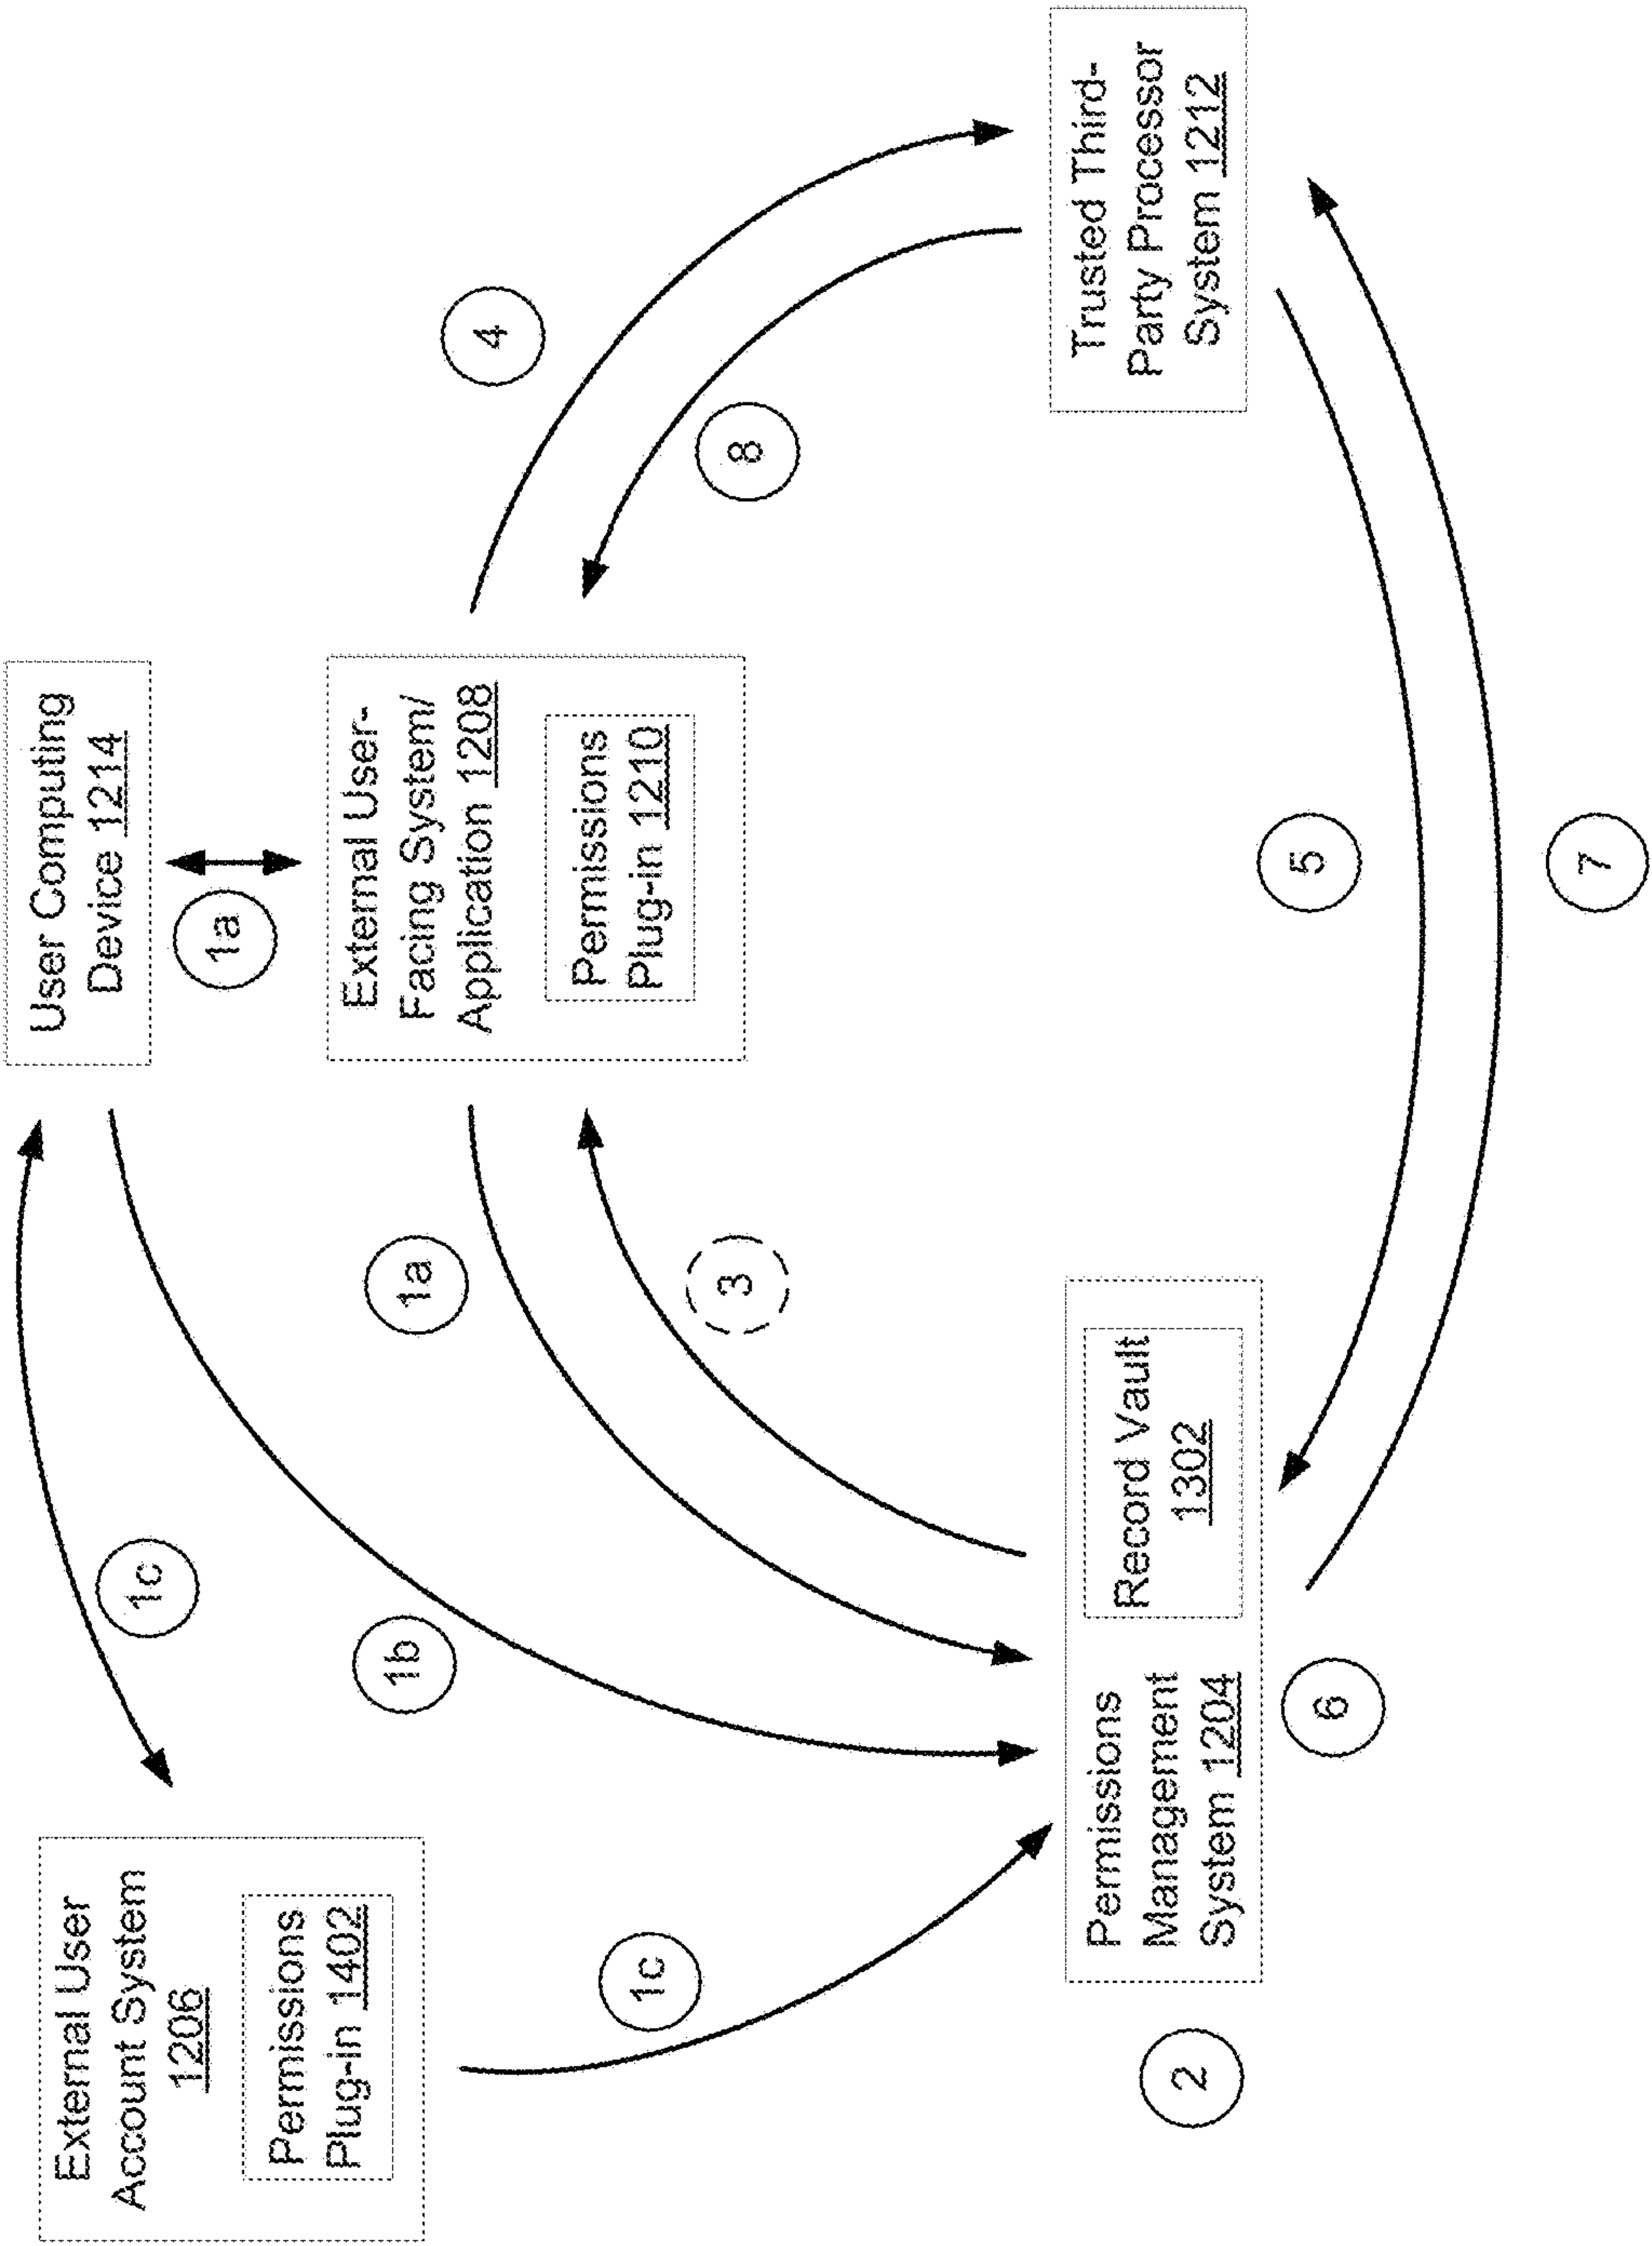 External User
Account System
1206
Permissions
Plug-in 1402
User Computing
Device 1214
External User-
Facing System/
Application 1208
Permissions
Plug-in 1210
Permissions
Management
System 1204
Record Vault
1302
Trusted Third-
Party Processor
System 1212
1c
1c
1b
1a
1a
2
3
4
5
6
7
8